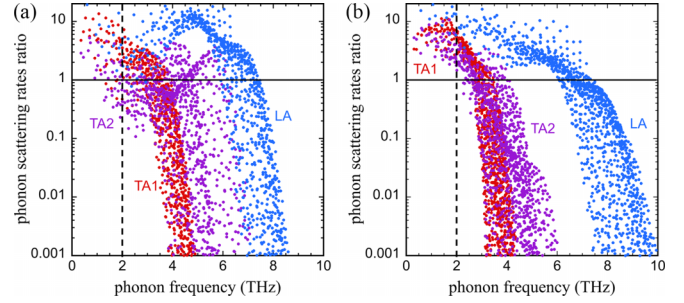 (a)
phonon scattering rates ratio
10
1
0.1
0.01
0.001
TA2
TA1
LA
0 2 4 6 8 10
phonon frequency (THz)
(b)
phonon scattering rates ratio
10
1
0.1
0.01
0.001
TA1
TA2
LA
0 2 4 6 8 10
phonon frequency (THz)